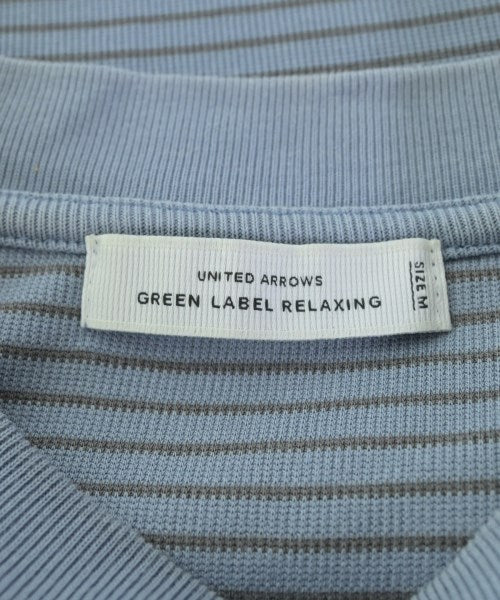 UNITED ARROWS
GREEN LABEL RELAXING
SIZE M